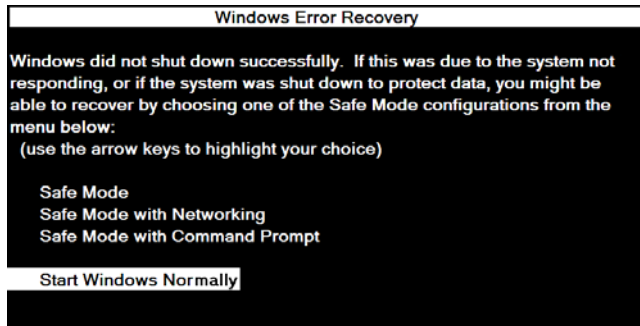 Windows Error Recovery
Windows did not shut down successfully. If this was due to the system not
responding, or if the system was shut down to protect data, you might be
able to recover by choosing one of the Safe Mode configurations from the
menu below:
(use the arrow keys to highlight your choice)
Safe Mode
Safe Mode with Networking
Safe Mode with Command Prompt
Start Windows Normally